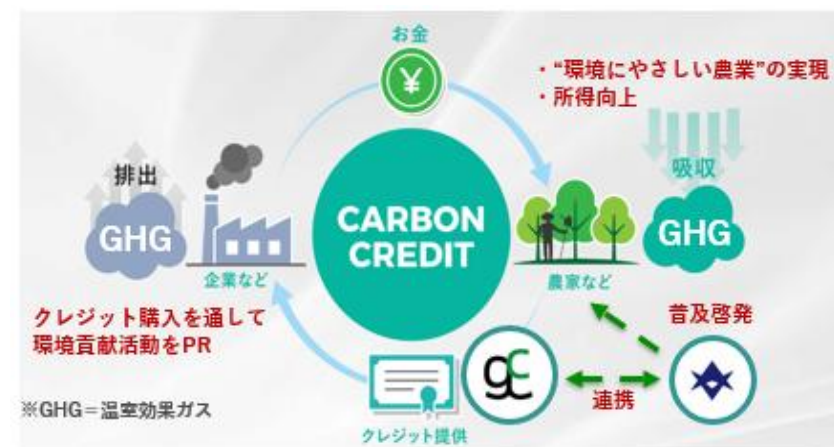 お金
・“環境にやさしい農業”の実現
・所得向上
排出
吸収
GHG
CARBON
CREDIT
GHG
企業など
農家など
クレジット購入を通して
環境貢献活動をPR
普及啓発
gc
連携
※GHG＝温室効果ガス
クレジット提供